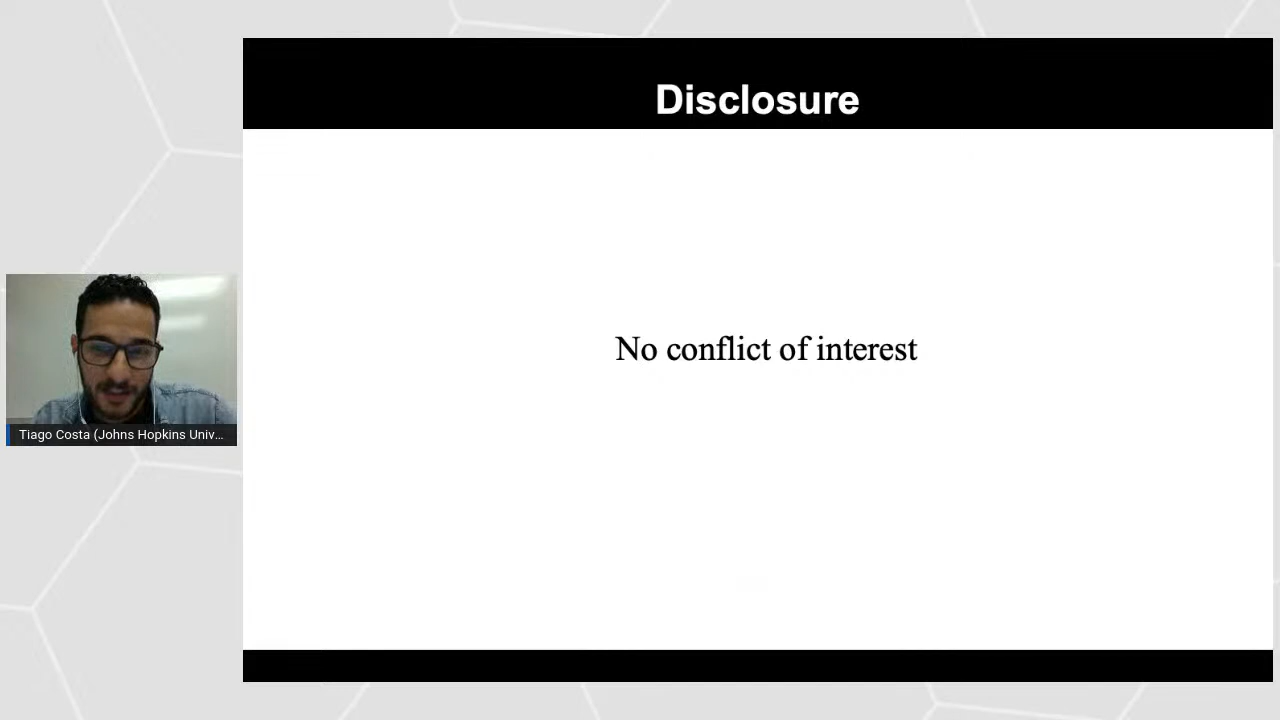 Disclosure
No conflict of interest
Tiago Costa (Johns Hopkins Univ...